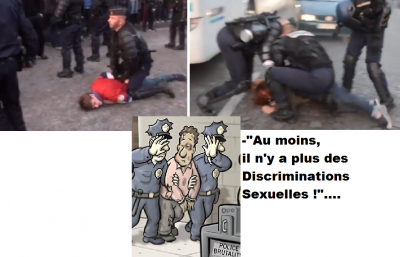 -"Au moins,
il n'y a plus des
Discriminations
Sexuelles !"....
POLICE
BRUTALITY